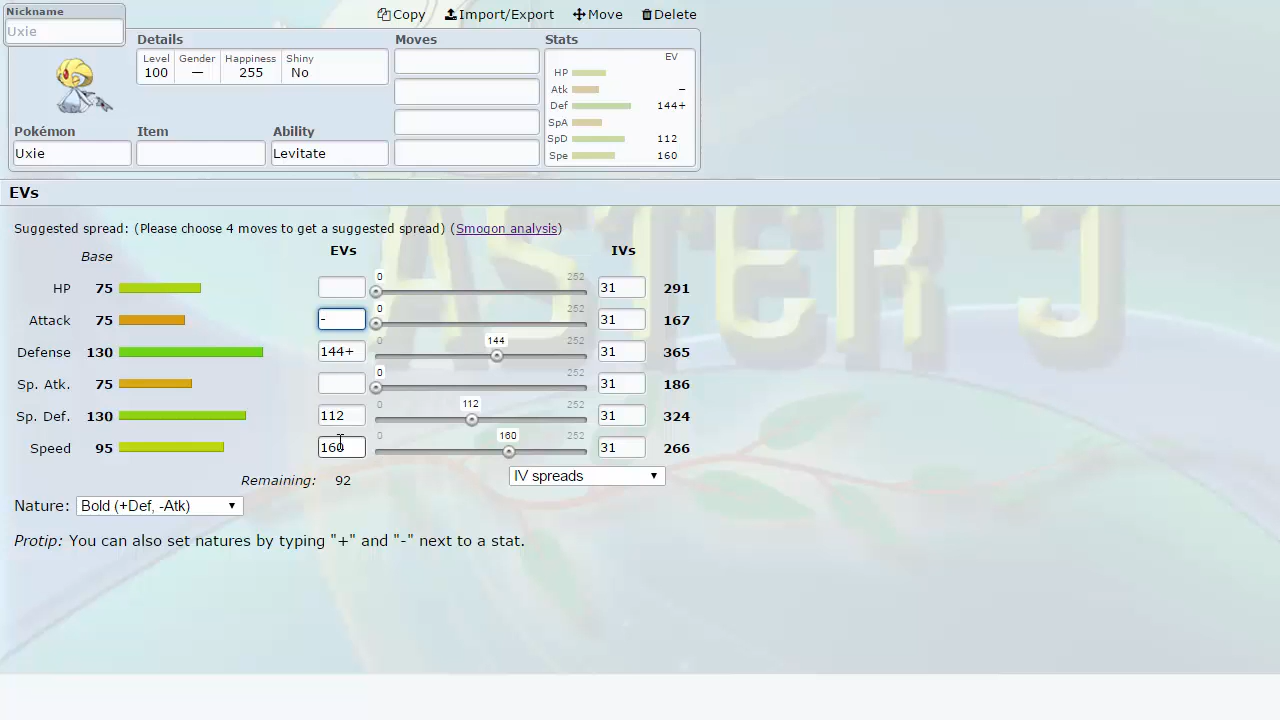 Nickname
Uxie
Copy Import/Export Move Delete
Details
Level Gender Happiness Shiny
100 — 255 No
Moves
Stats
EV
HP
Atk –
Def 144+
SpA
SpD 112
Spe 160
Pokémon Item Ability
Uxie Levitate
EVs
Suggested spread: (Please choose 4 moves to get a suggested spread) (Smogon analysis)
Base EVs IVs
HP 75 0 252 31 291
Attack 75 - 0 252 31 167
Defense 130 144+ 0 144 252 31 365
Sp. Atk. 75 0 252 31 186
Sp. Def. 130 112 0 112 252 31 324
Speed 95 160 0 160 252 31 266
Remaining: 92 IV spreads
Nature: Bold (+Def, -Atk)
Protip: You can also set natures by typing "+" and "-" next to a stat.
ASTER J